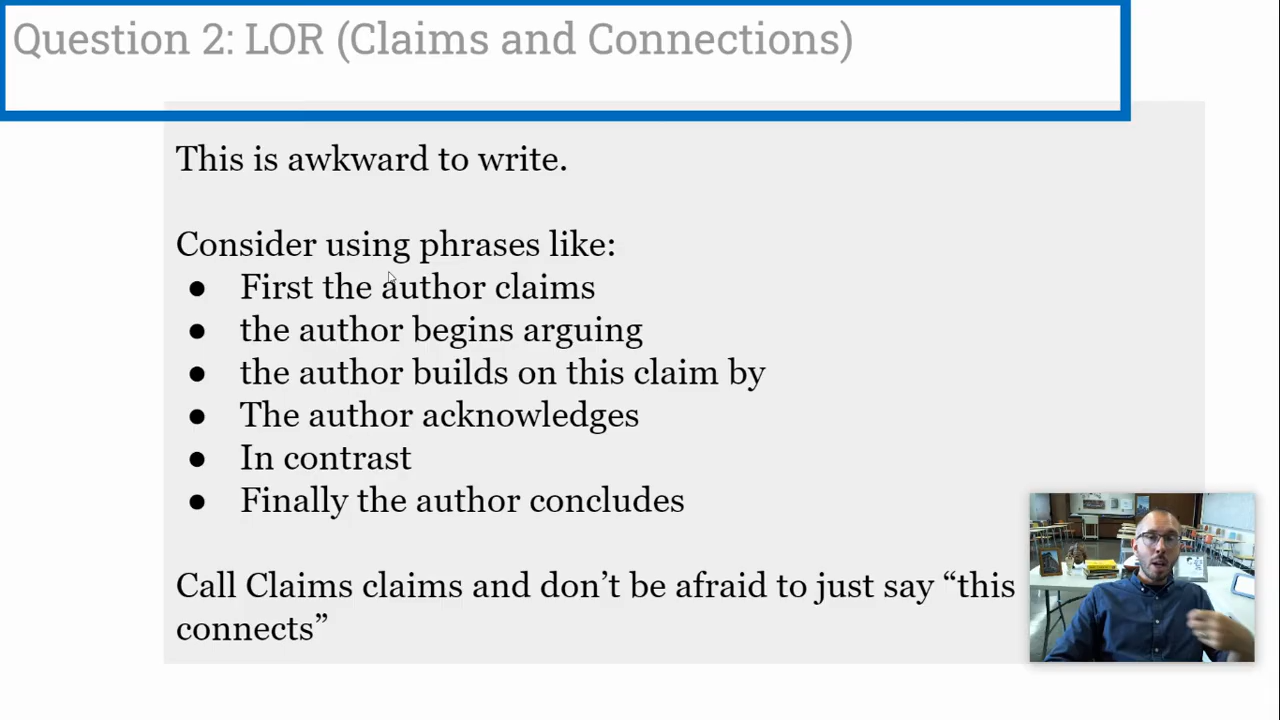 Question 2: LOR (Claims and Connections)
This is awkward to write.
Consider using phrases like:
● First the author claims
● the author begins arguing
● the author builds on this claim by
● The author acknowledges
● In contrast
● Finally the author concludes
Call Claims claims and don’t be afraid to just say “this
connects”